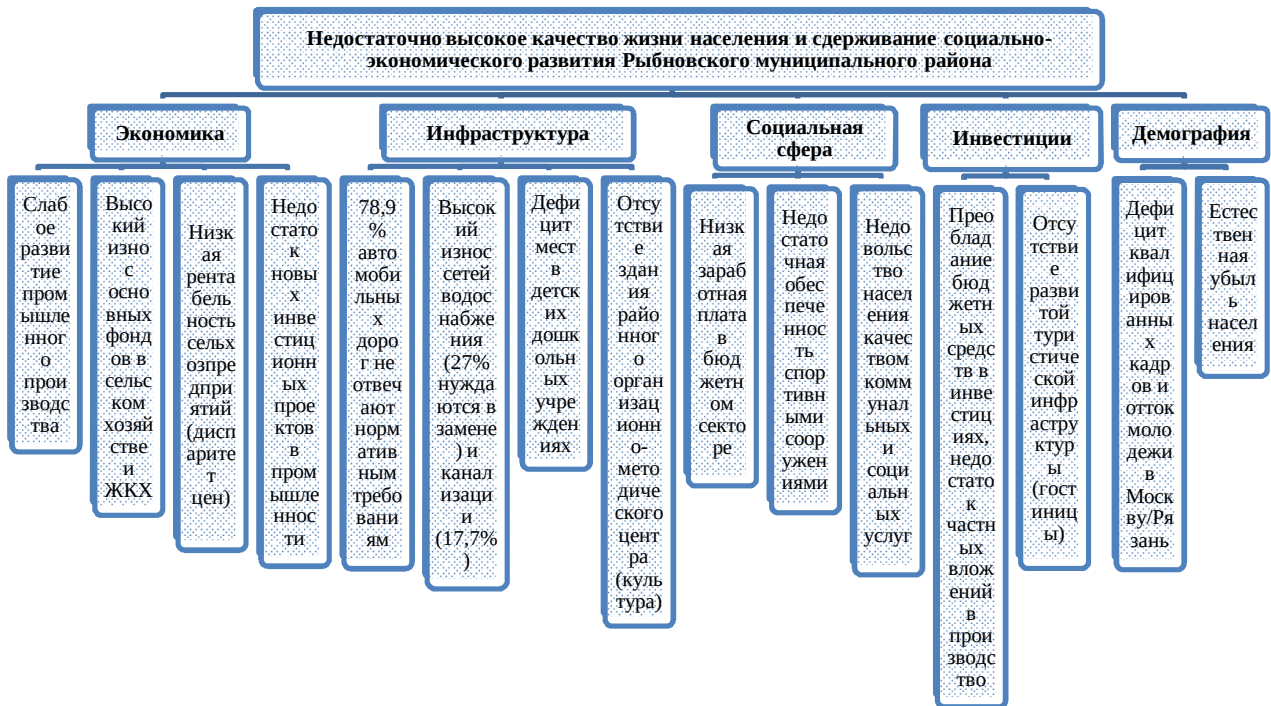 Недостаточно высокое качество жизни населения и сдерживание социально-
экономического развития Рыбновского муниципального района
Экономика
Слаб
ое
разви
тие
пром
ышле
нног
о
прои
зводс
тва
Высо
кий
изно
с
осно
вных
фонд
ов в
сельс
ком
хозяй
стве
и
ЖКХ
Низк
ая
рента
бель
ность
сельх
озпре
дпри
ятий
(дисп
арите
т
цен)
Недо
стато
к
новы
х
инве
стиц
ионн
ых
прое
ктов
в
пром
ышле
ннос
ти
Инфраструктура
78,9
%
авто
моби
льны
х
доро
г не
отвеч
ают
норм
атив
ным
требо
вани
ям
Высок
ий
износ
сетей
водос
набже
ния
(27%
нужда
ются в
замене
) и
канал
изаци
и
(17,7%
)
Дефи
цит
мест
в
детск
их
дошк
ольн
ых
учре
жден
иях
Отсу
тстви
е
здан
ия
райо
нног
о
орган
изац
ионн
о-
мето
диче
ского
цент
ра
(куль
тура)
Социальная
сфера
Низк
ая
зараб
отная
плата
в
бюд
жетн
ом
секто
ре
Недо
стато
чная
обес
пече
ннос
ть
спор
тивн
ыми
соор
ужен
иями
Недо
вольс
тво
насел
ения
качес
твом
комм
унал
ьных
и
соци
альн
ых
услуг
Инвестиции
Прео
блад
ание
бюд
жетн
ых
средс
тв в
инве
стиц
иях,
недо
стато
к
частн
ых
влож
ений
в
прои
зводс
тво
Отсу
тстви
е
разви
той
тури
стиче
ской
инфр
астру
ктур
ы
(гост
иниц
ы)
Демография
Дефи
цит
квал
ифиц
иров
анны
х
кадр
ов и
отток
моло
дежи
в
Моск
ву/Ря
зань
Естес
твен
ная
убыл
ь
насел
ения